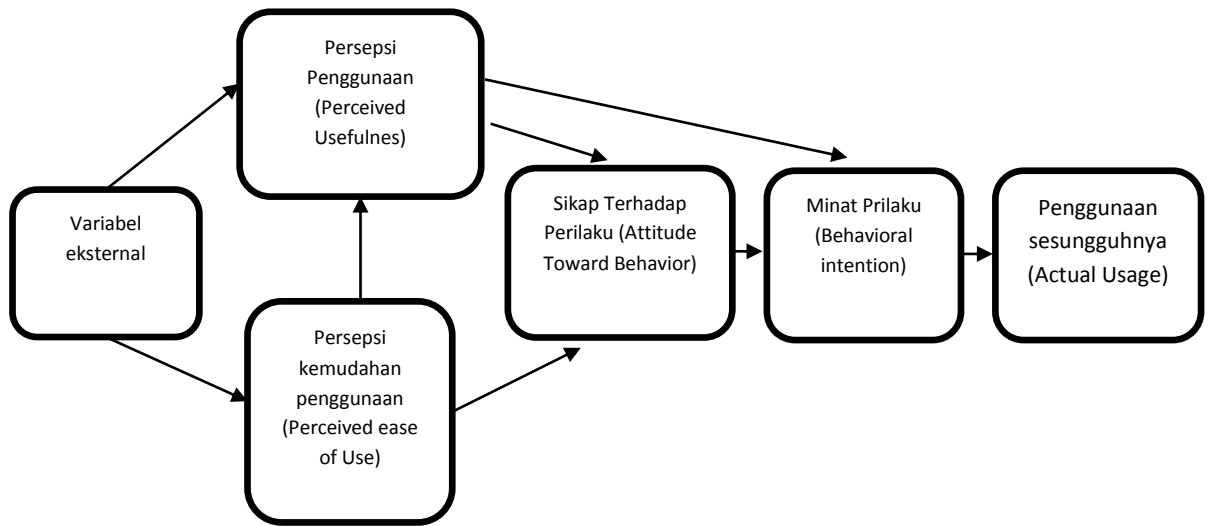 Persepsi
Penggunaan
(Perceived
Usefulnes)
Variabel
eksternal
Persepsi
kemudahan
penggunaan
(Perceived ease
of Use)
Sikap Terhadap
Perilaku (Attitude
Toward Behavior)
Minat Prilaku
(Behavioral
intention)
Penggunaan
sesungguhnya
(Actual Usage)